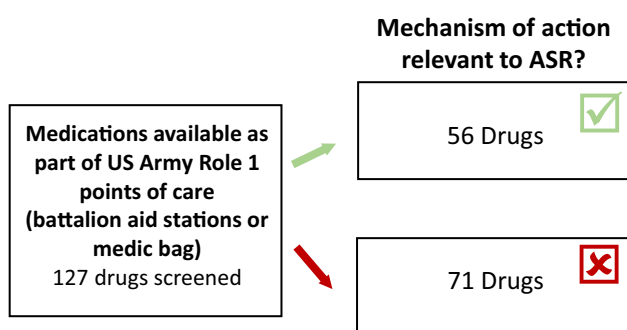 Mechanism of action
relevant to ASR?
Medications available as
part of US Army Role 1
points of care
(battalion aid stations or
medic bag)
127 drugs screened
56 Drugs
71 Drugs